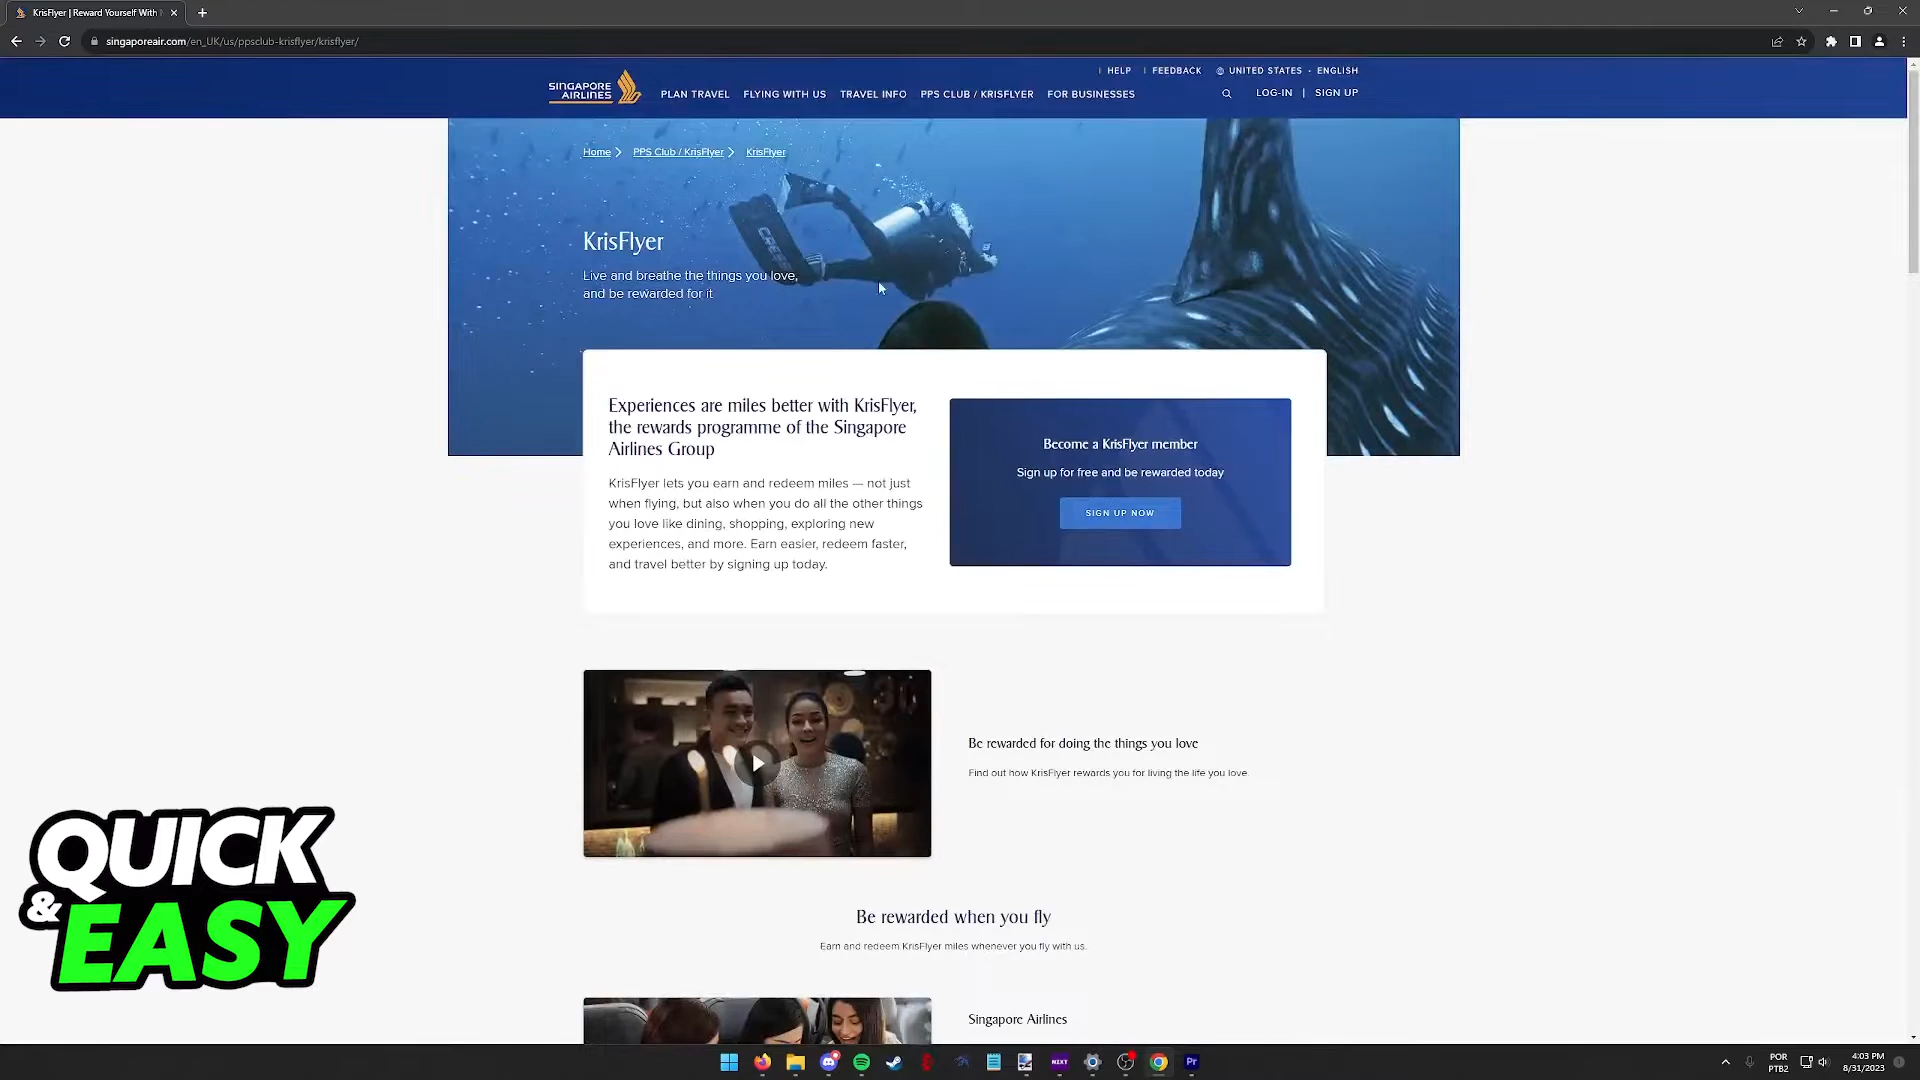 KrisFlyer | Reward Yourself With
singaporeair.com/en_UK/us/ppsclub-krisflyer/krisflyer/
HELP
FEEDBACK
UNITED STATES - ENGLISH
SINGAPORE
AIRLINES
PLAN TRAVEL
FLYING WITH US
TRAVEL INFO
PPS CLUB / KRISFLYER
FOR BUSINESSES
LOG-IN | SIGN UP
Home
PPS Club / KrisFlyer
KrisFlyer
CRESSI
KrisFlyer
Live and breathe the things you love,
and be rewarded for it
Experiences are miles better with KrisFlyer,
the rewards programme of the Singapore
Airlines Group
KrisFlyer lets you earn and redeem miles — not just
when flying, but also when you do all the other things
you love like dining, shopping, exploring new
experiences, and more. Earn easier, redeem faster,
and travel better by signing up today.
Become a KrisFlyer member
Sign up for free and be rewarded today
SIGN UP NOW
Be rewarded for doing the things you love
Find out how KrisFlyer rewards you for living the life you love.
Be rewarded when you fly
Earn and redeem KrisFlyer miles whenever you fly with us.
Singapore Airlines
QUICK
& EASY
NZXT
Pr
POR
PTB2
4:03 PM
8/31/2023